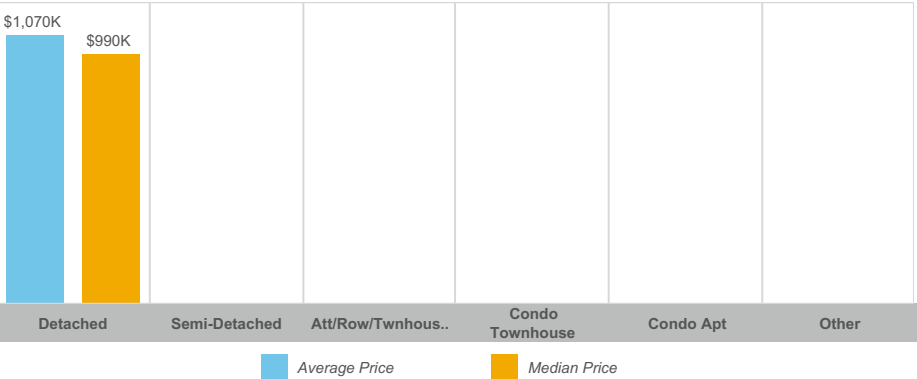 $1,070K
$990K
Detached
Semi-Detached
Att/Row/Twnhous..
Condo
Townhouse
Condo Apt
Other
Average Price
Median Price